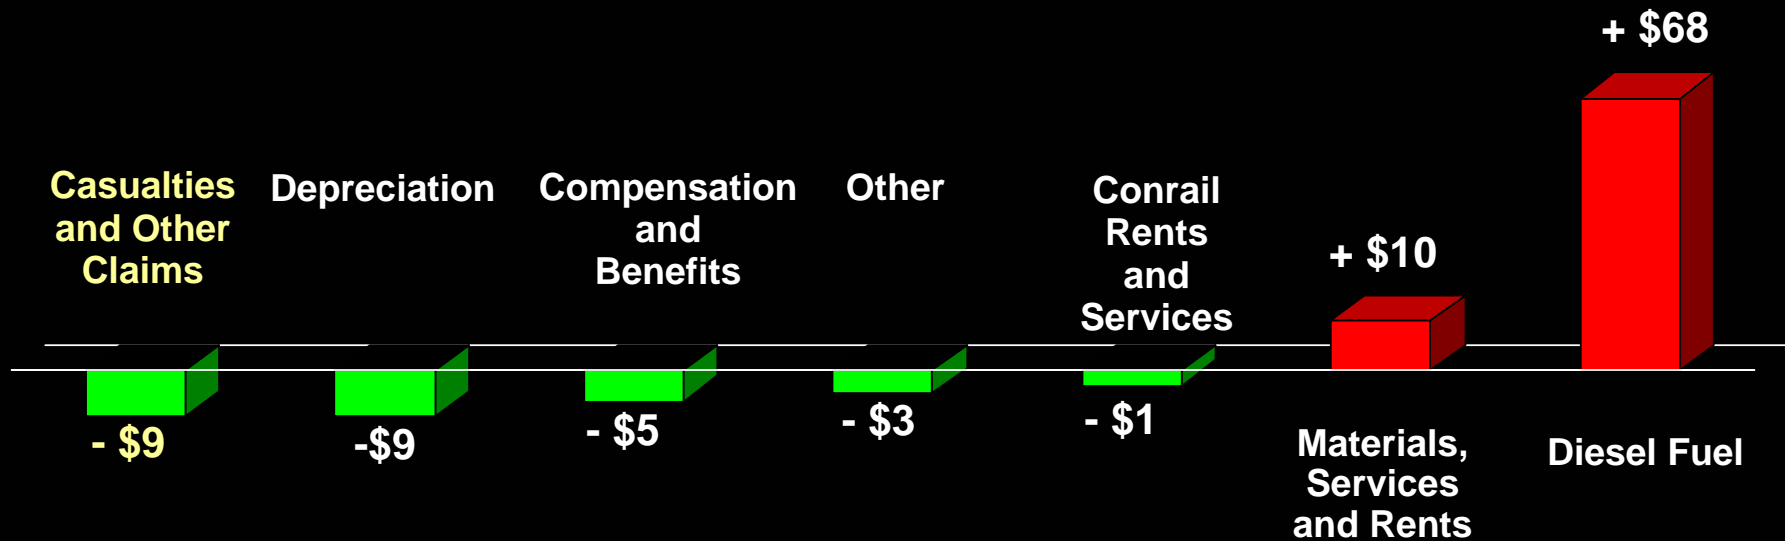 + $68
Casualties
and Other
Claims
Depreciation
Compensation
and
Benefits
Other
Conrail
Rents
and
Services
+ $10
- $9
-$9
- $5
- $3
- $1
Materials,
Services
and Rents
Diesel Fuel